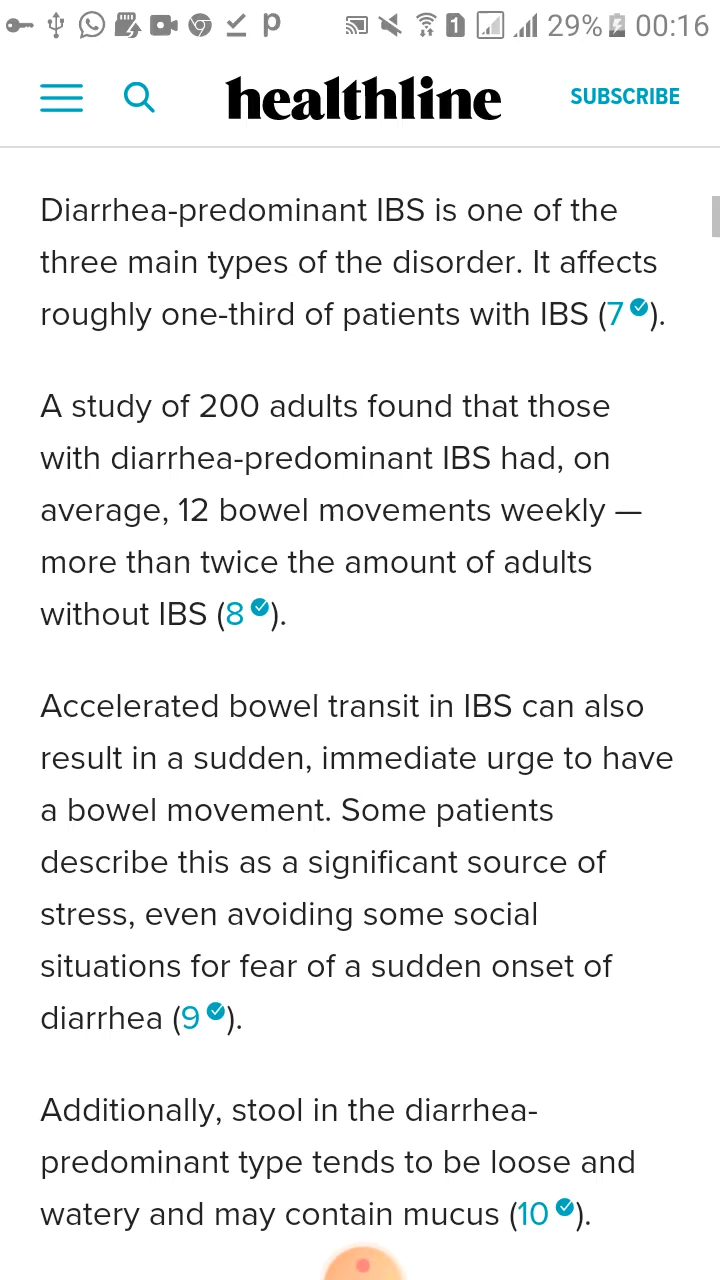 1 29% 00:16
healthline SUBSCRIBE
Diarrhea-predominant IBS is one of the
three main types of the disorder. It affects
roughly one-third of patients with IBS (7).
A study of 200 adults found that those
with diarrhea-predominant IBS had, on
average, 12 bowel movements weekly —
more than twice the amount of adults
without IBS (8).
Accelerated bowel transit in IBS can also
result in a sudden, immediate urge to have
a bowel movement. Some patients
describe this as a significant source of
stress, even avoiding some social
situations for fear of a sudden onset of
diarrhea (9).
Additionally, stool in the diarrhea-
predominant type tends to be loose and
watery and may contain mucus (10).